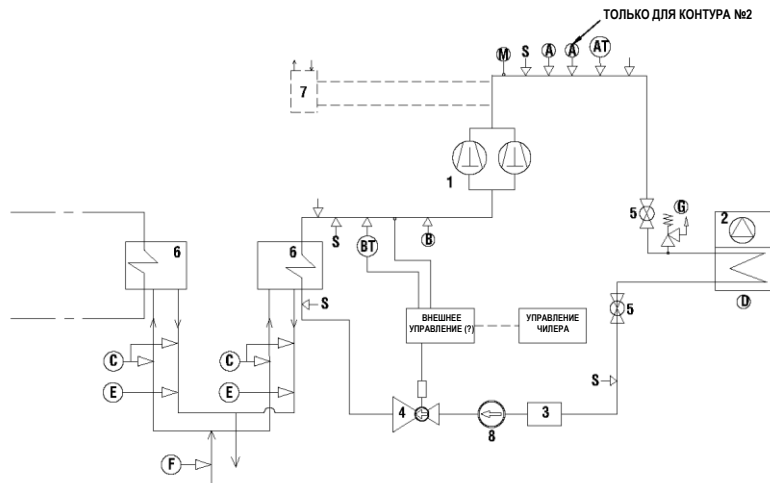 ТОЛЬКО ДЛЯ КОНТУРА №2
M
S
A
A
AT
7
1
5
G
2
D
6
6
S
BT
B
S
ВНЕШНЕЕ
УПРАВЛЕНИЕ (?)
УПРАВЛЕНИЕ
ЧИЛЕРА
5
C
C
S
E
E
4
8
3
F